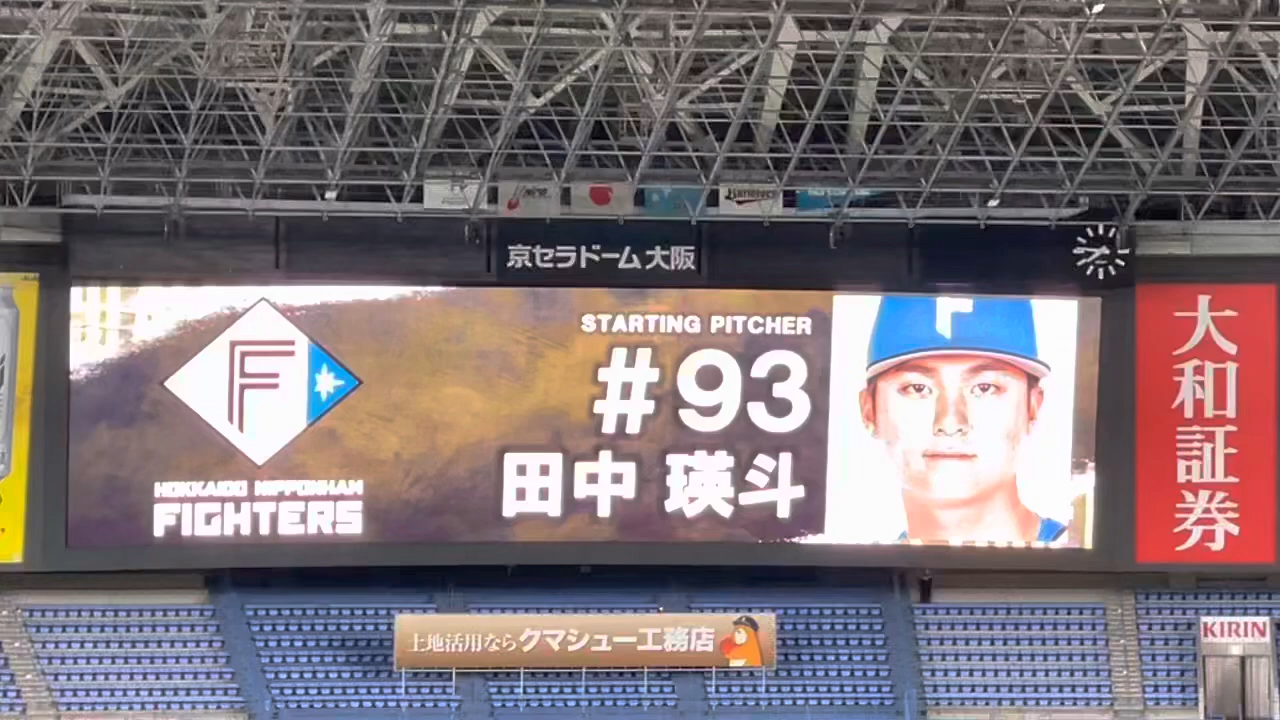 京セラドーム大阪
STARTING PITCHER
#93
田中 瑛斗
F
HOKKAIDO NIPPONHAM
FIGHTERS
大和証券
土地活用ならクマシュー工務店
KIRIN